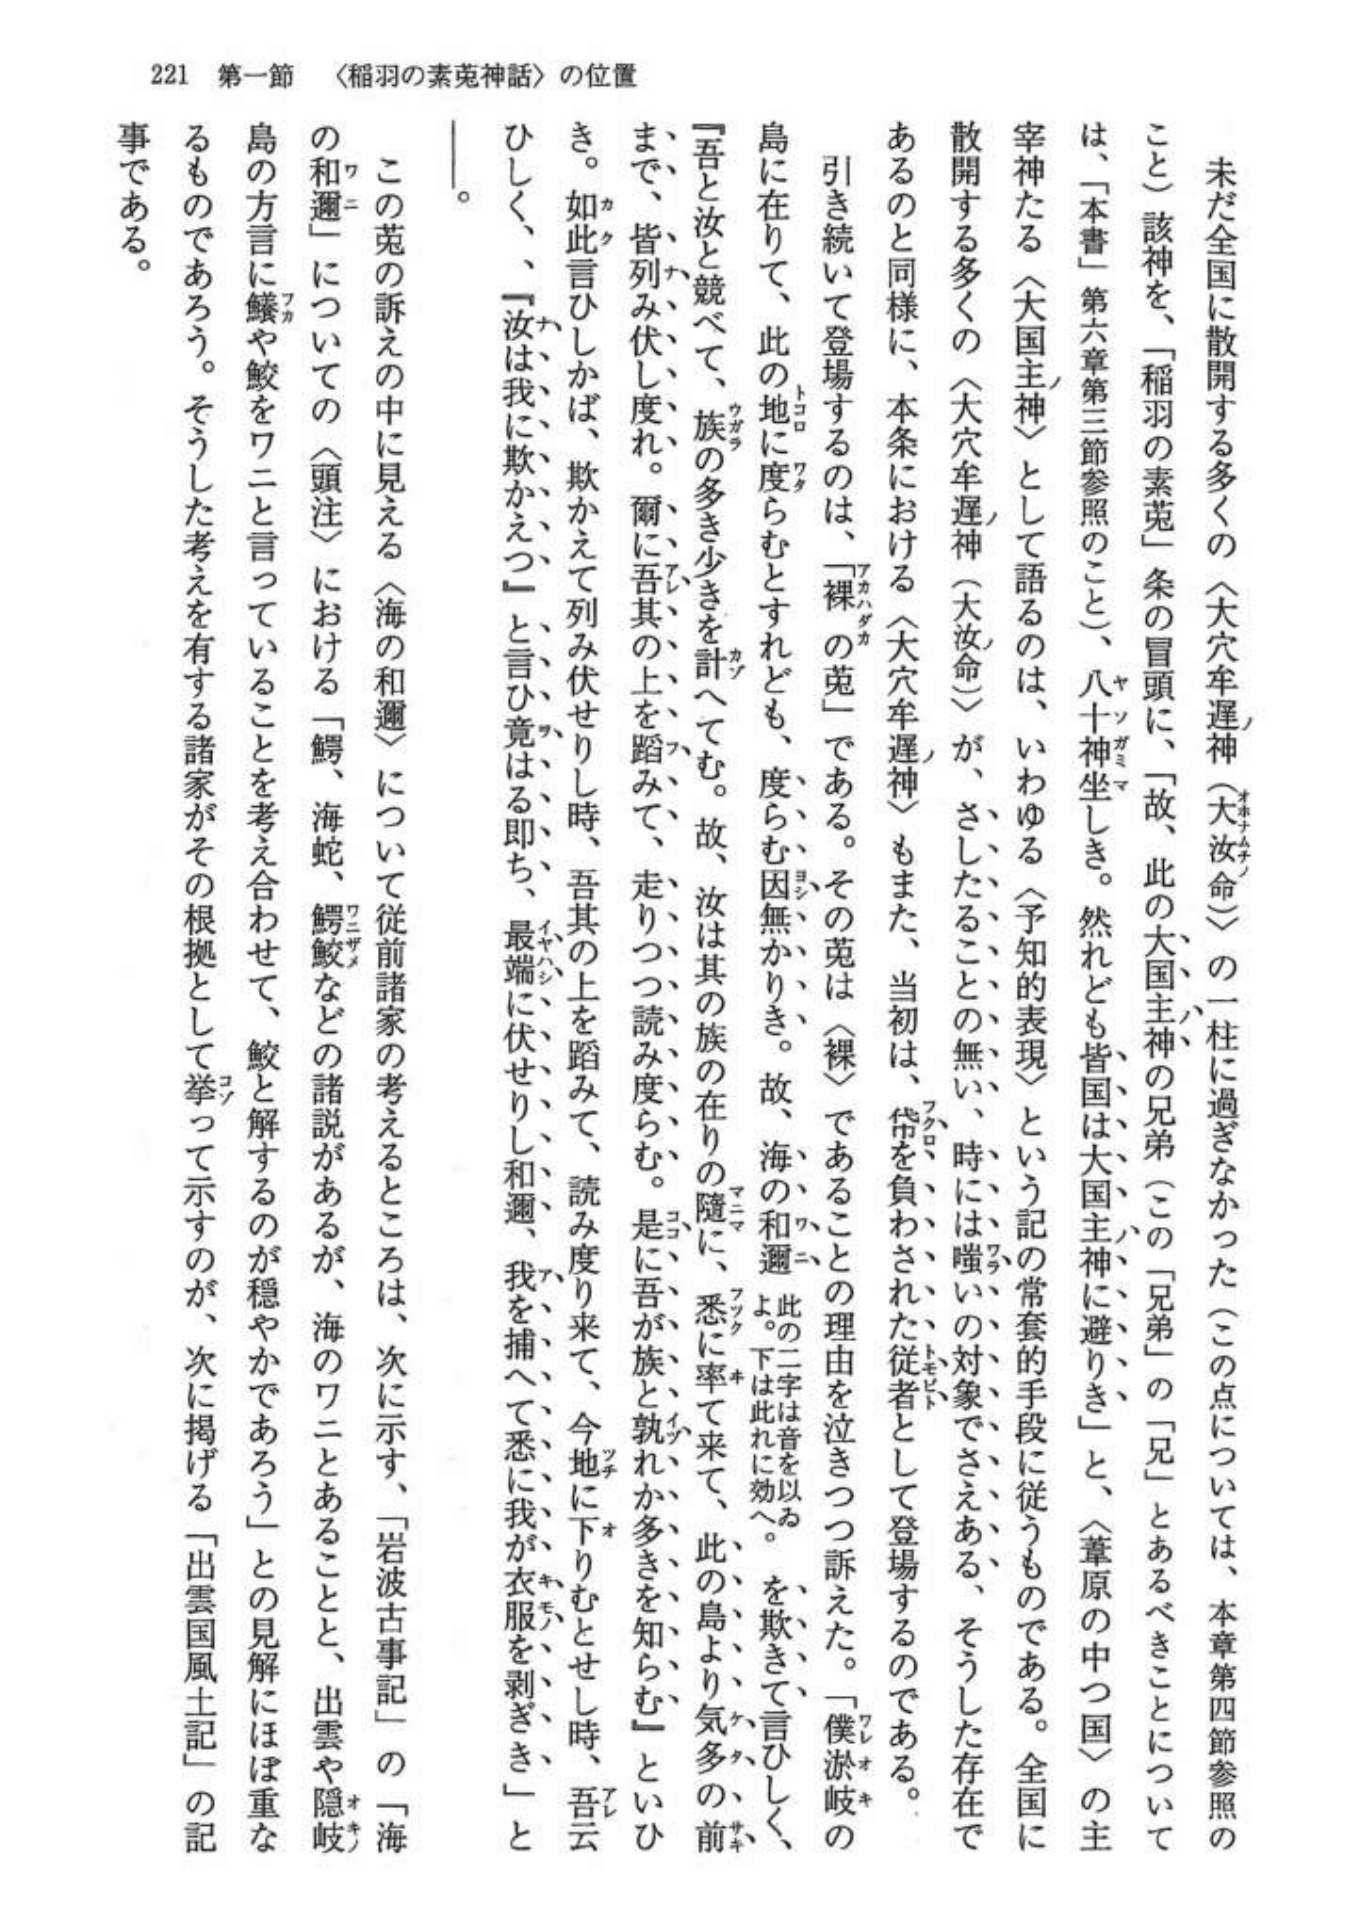 221　第一節　〈稲羽の素菟神話〉の位置
未だ全国に散開する多くの〈大穴牟遅神（大汝命）〉の一柱に過ぎなかった（この点については、本章第四節参照の
こと）該神を、「稲羽の素菟」条の冒頭に、「故、此の大国主神の兄弟（この「兄弟」の「兄」とあるべきことについて
は、「本書」第六章第三節参照のこと）、八十神坐しき。然れども皆国は大国主神に避りき」と、〈葦原の中つ国〉の主
宰神たる〈大国主神〉として語るのは、いわゆる〈予知的表現〉という記の常套的手段に従うものである。全国に
散開する多くの〈大穴牟遅神（大汝命）〉が、さしたることの無い、時には嗤いの対象でさえある、そうした存在で
あるのと同様に、本条における〈大穴牟遅神〉もまた、当初は、帒を負わされた従者として登場するのである。
引き続いて登場するのは、「裸の菟」である。その菟は〈裸〉であることの理由を泣きつつ訴えた。「僕淤岐の
島に在りて、此の地に度らむとすれども、度らむ因無かりき。故、海の和邇此の二字は音を以ゐよ。下は此れに効へ。を欺きて言ひしく、
『吾と汝と競べて、族の多き少きを計へてむ。故、汝は其の族の在りの隨に、悉に率て来て、此の島より気多の前
まで、皆列み伏し度れ。爾に吾其の上を蹈みて、走りつつ読み度らむ。是に吾が族と孰れか多きを知らむ』といひ
き。如此言ひしかば、欺かえて列み伏せりし時、吾其の上を蹈みて、読み度り来て、今地に下りむとせし時、吾云
ひしく、、『汝は我に欺かえつ』と言ひ竟はる即ち、最端に伏せりし和邇、我を捕へて悉に我が衣服を剥ぎき」と
――。
この菟の訴えの中に見える〈海の和邇〉について従前諸家の考えるところは、次に示す、「岩波古事記」の「海
の和邇」についての〈頭注〉における「鰐、海蛇、鰐鮫などの諸説があるが、海のワニとあることと、出雲や隠岐
島の方言に鱶や鮫をワニと言っていることを考え合わせて、鮫と解するのが穏やかであろう」との見解にほぼ重な
るものであろう。そうした考えを有する諸家がその根拠として挙って示すのが、次に掲げる「出雲国風土記」の記
事である。